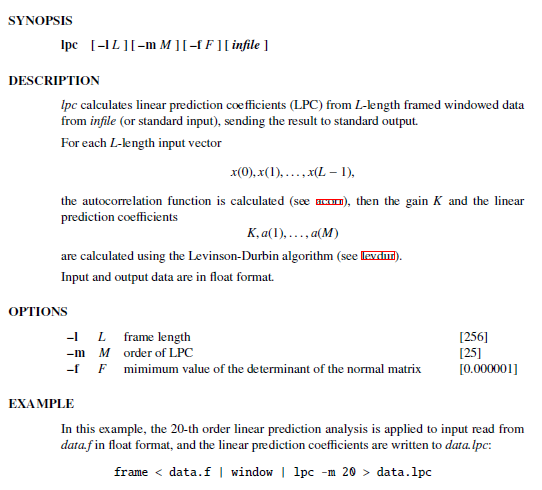 SYNOPSIS
lpc [ –l L ] [ –m M ] [ –f F ] [ infile ]
DESCRIPTION
lpc calculates linear prediction coefficients (LPC) from L-length framed windowed data
from infile (or standard input), sending the result to standard output.
For each L-length input vector
x(0), x(1), . . . , x(L − 1),
the autocorrelation function is calculated (see acorr), then the gain K and the linear
prediction coefficients
K, a(1), . . . , a(M)
are calculated using the Levinson-Durbin algorithm (see levdur).
Input and output data are in float format.
OPTIONS
–l L frame length [256]
–m M order of LPC [25]
–f F mimimum value of the determinant of the normal matrix [0.000001]
EXAMPLE
In this example, the 20-th order linear prediction analysis is applied to input read from
data.f in float format, and the linear prediction coefficients are written to data.lpc:
frame < data.f | window | lpc -m 20 > data.lpc